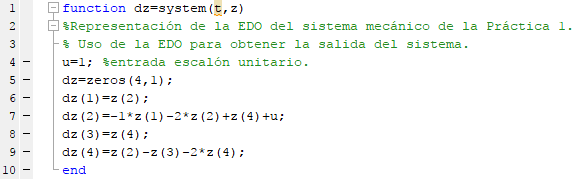 1 function dz=system(t,z)
2 %Representación de la EDO del sistema mecánico de la Práctica 1.
3 % Uso de la EDO para obtener la salida del sistema.
4 - u=1; %entrada escalón unitario.
5 - dz=zeros(4,1);
6 - dz(1)=z(2);
7 - dz(2)=-1*z(1)-2*z(2)+z(4)+u;
8 - dz(3)=z(4);
9 - dz(4)=z(2)-z(3)-2*z(4);
10 - end